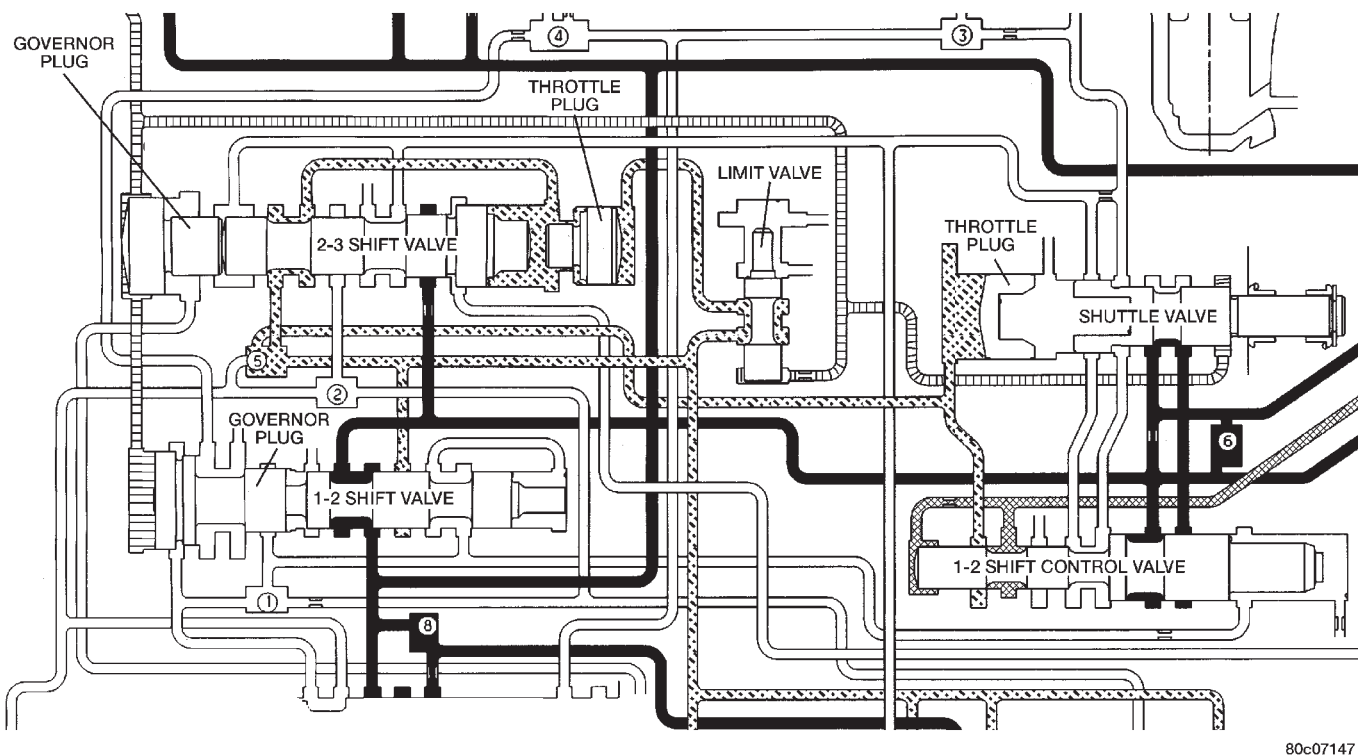 GOVERNOR
PLUG
4
3
THROTTLE
PLUG
LIMIT VALVE
THROTTLE
PLUG
2-3 SHIFT VALVE
SHUTTLE VALVE
5
2
GOVERNOR
PLUG
6
1-2 SHIFT VALVE
1-2 SHIFT CONTROL VALVE
1
8
80c07147